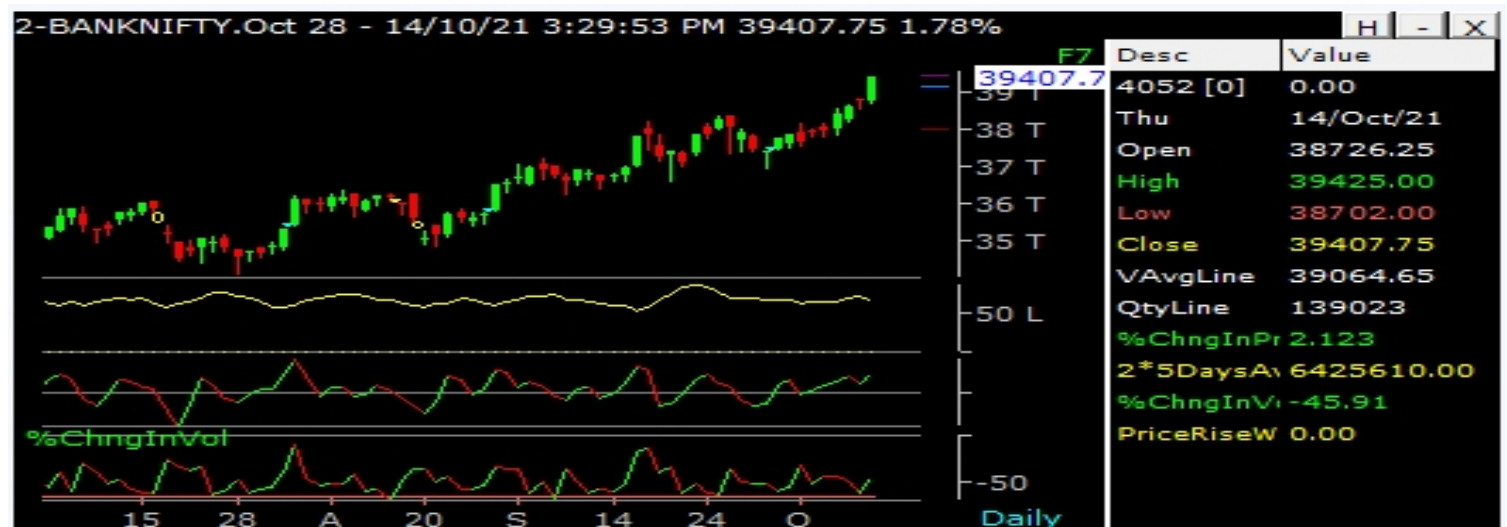 2-BANKNIFTY.Oct 28 - 14/10/21 3:29:53 PM 39407.75 1.78%
H - X
F7
39407.7
39 T
38 T
37 T
36 T
35 T
50 L
%ChngInVol
-50
15 28 A 20 S 14 24 O Daily
Desc Value
4052 [0] 0.00
Thu 14/Oct/21
Open 38726.25
High 39425.00
Low 38702.00
Close 39407.75
VAvgLine 39064.65
QtyLine 139023
%ChngInPr 2.123
2*5DaysAv 6425610.00
%ChngInVo -45.91
PriceRiseW 0.00